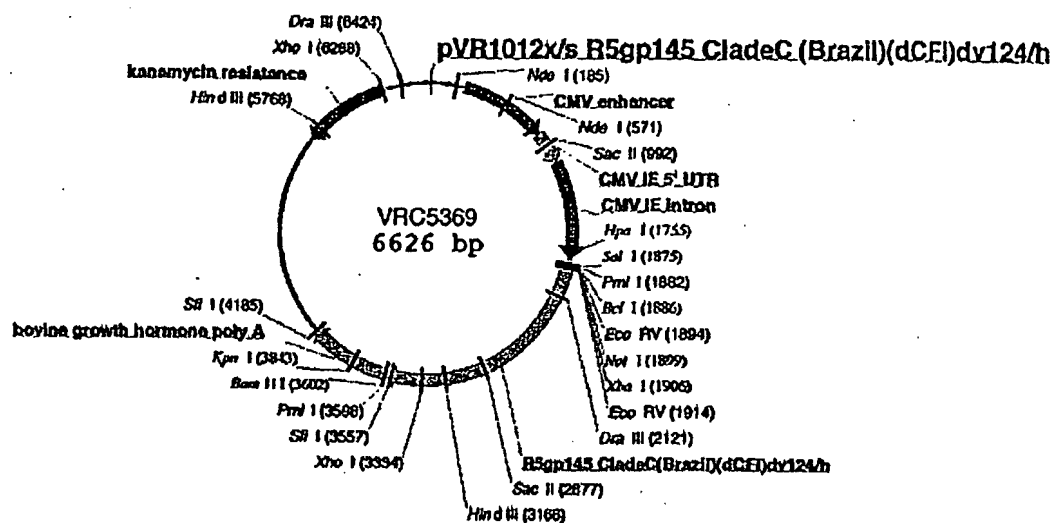 pVR1012x/s R5gp145 CladeC (Brazil)(dCFI)dv124/h
Dra III (6424)
Xho I (6268)
kanamycin resistance
Hind III (5768)
Nde I (185)
CMV enhancer
Nde I (571)
Sac II (992)
CMV IE 5' UTR
CMV IE Intron
Hpa I (1755)
Sal I (1875)
Pml I (1882)
Bcl I (1886)
Eco RV (1894)
Not I (1899)
Xba I (1906)
Eco RV (1914)
Dra III (2121)
R5gp145 CladeC(Brazil)(dCFI)dv124/h
Sac II (2677)
Hind III (3166)
Xho I (3394)
Sfi I (3557)
Pml I (3598)
Bam H I (3602)
Kpn I (3843)
bovine growth hormone poly A
Sfi I (4185)
VRC5369
6626 bp